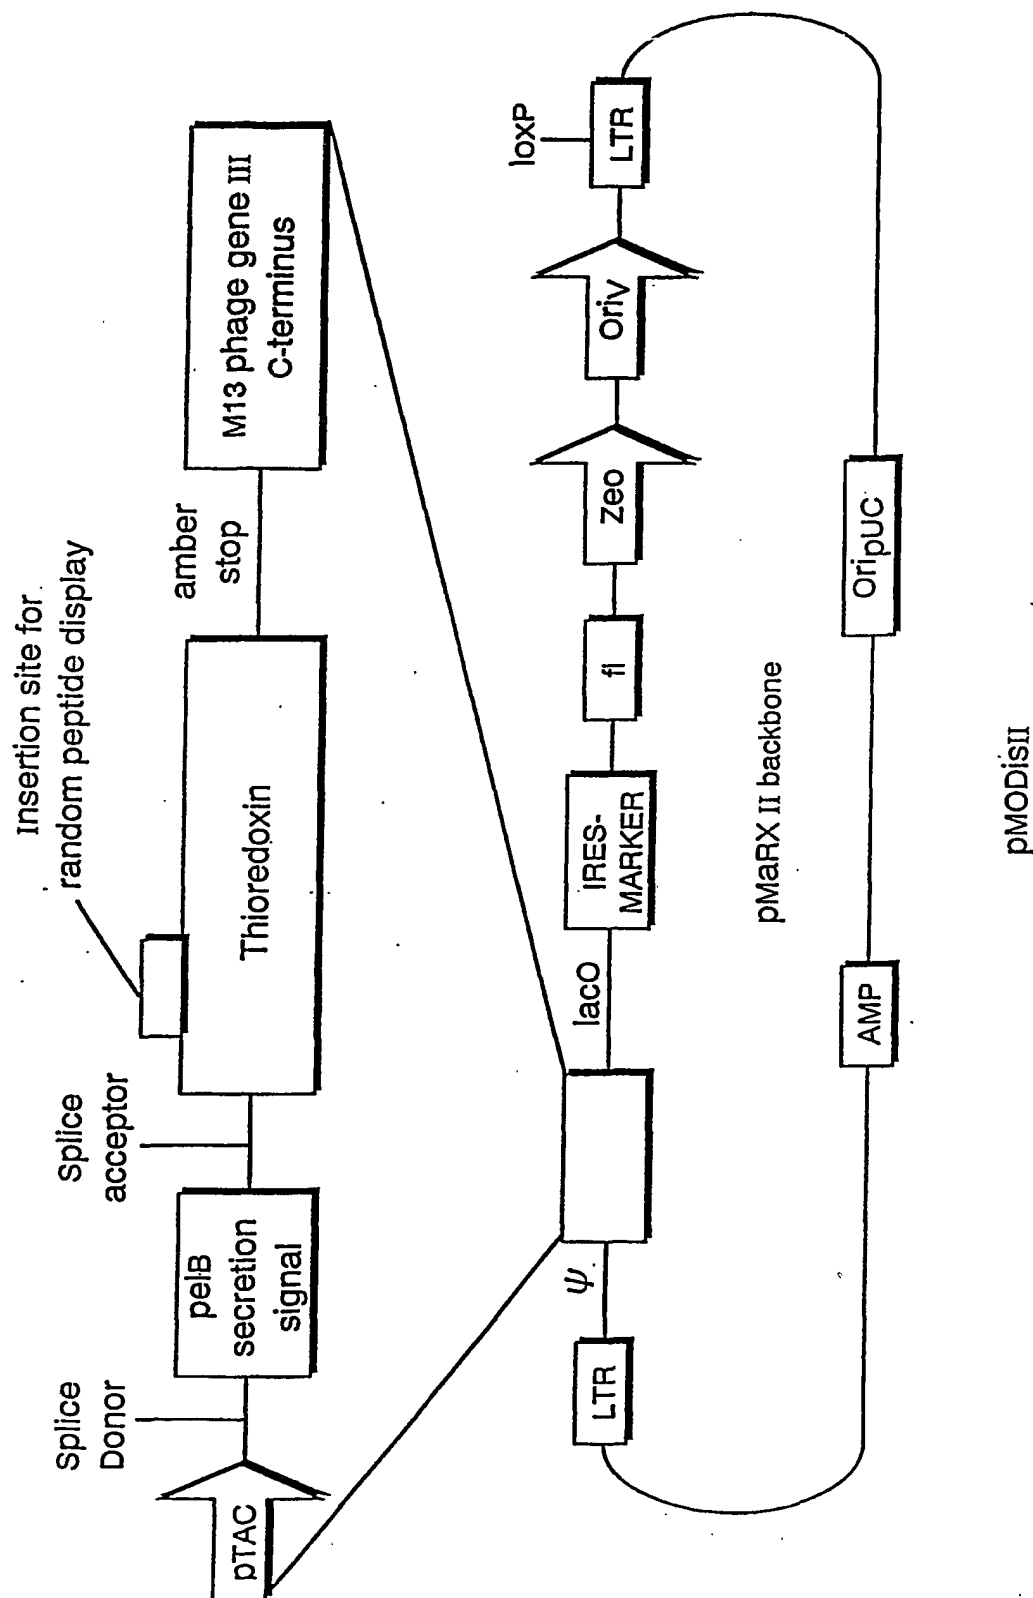 Insertion site for
random peptide display
Splice
Donor
Splice
acceptor
amber
stop
pTAC
pelB
secretion
signal
Thioredoxin
M13 phage gene III
C-terminus
loxP
LTR
ψ
lacO
IRES-
MARKER
fl
zeo
oriv
LTR
pMaRX II backbone
AMP
oripUC
pMODisII